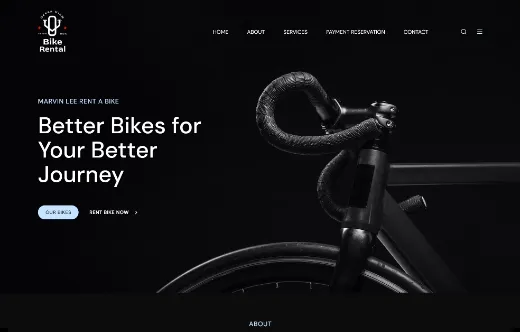 Bike
Rental
HOME
ABOUT
SERVICES
PAYMENT RESERVATION
CONTACT
MARVIN LEE RENT A BIKE
Better Bikes for
Your Better
Journey
OUR BIKES
RENT BIKE NOW
ABOUT